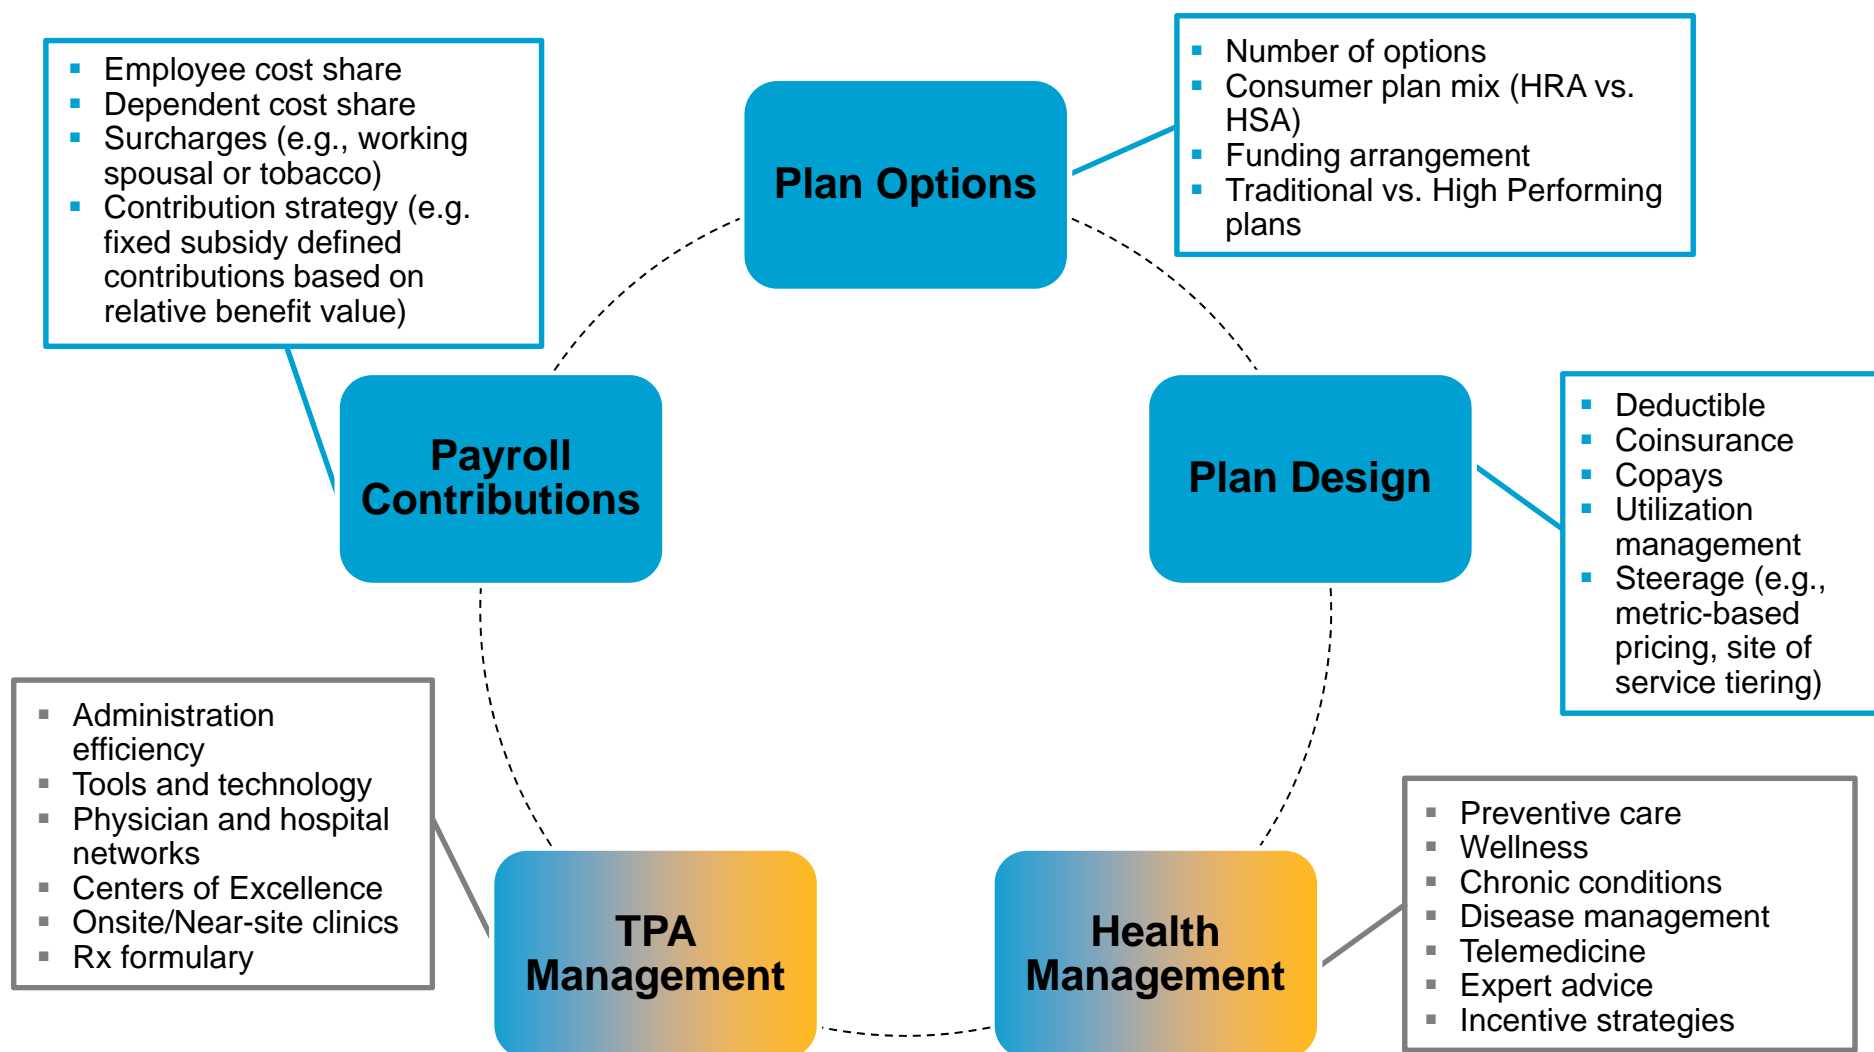 ▪ Employee cost share
▪ Dependent cost share
▪ Surcharges (e.g., working
spousal or tobacco)
▪ Contribution strategy (e.g.
fixed subsidy defined
contributions based on
relative benefit value)
Plan Options
▪ Number of options
▪ Consumer plan mix (HRA vs.
HSA)
▪ Funding arrangement
▪ Traditional vs. High Performing
plans
Payroll
Contributions
Plan Design
▪ Deductible
▪ Coinsurance
▪ Copays
▪ Utilization
management
▪ Steerage (e.g.,
metric-based
pricing, site of
service tiering)
▪ Administration
efficiency
▪ Tools and technology
▪ Physician and hospital
networks
▪ Centers of Excellence
▪ Onsite/Near-site clinics
▪ Rx formulary
TPA
Management
Health
Management
▪ Preventive care
▪ Wellness
▪ Chronic conditions
▪ Disease management
▪ Telemedicine
▪ Expert advice
▪ Incentive strategies